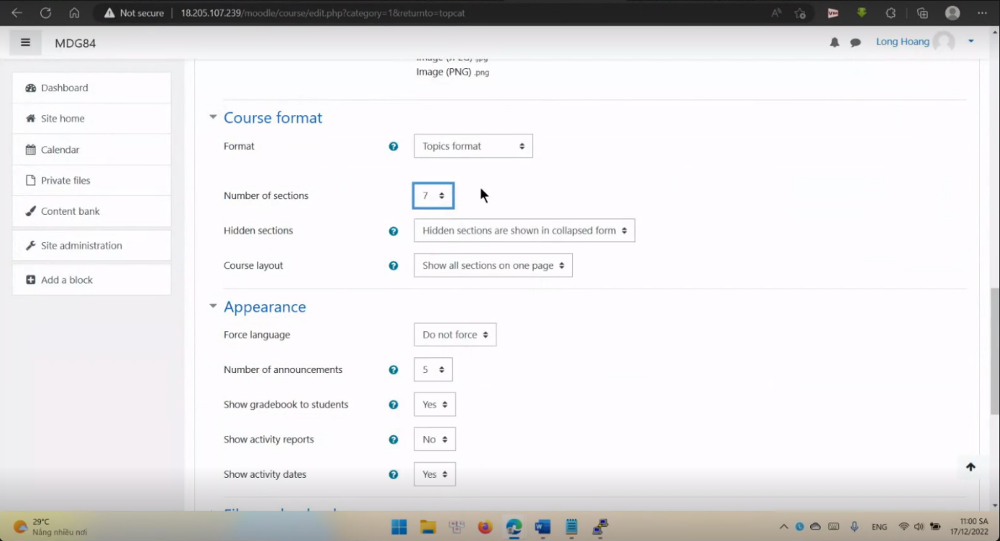 Not secure
18.205.107.239/moodle/course/edit.php?category=1&returnto=topcat
MDG84
Long Hoang
Dashboard
Site home
Calendar
Private files
Content bank
Site administration
Add a block
Image (JPEG) .jpg
Image (PNG) .png
Course format
Format
Topics format
Number of sections
7
Hidden sections
Hidden sections are shown in collapsed form
Course layout
Show all sections on one page
Appearance
Force language
Do not force
Number of announcements
5
Show gradebook to students
Yes
Show activity reports
No
Show activity dates
Yes
29°C
Nắng nhiều nơi
ENG
11:00 SA
17/12/2022